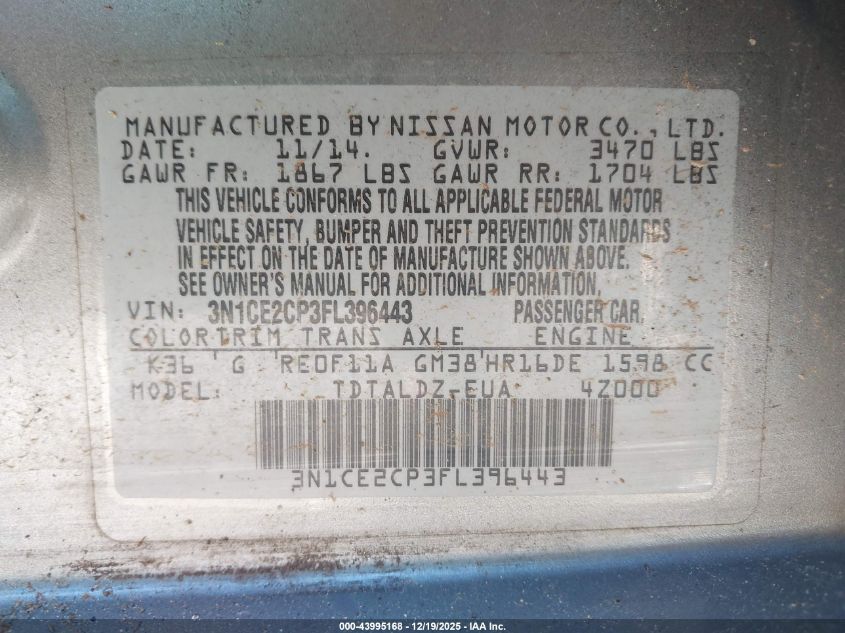 MANUFACTURED BY NISSAN MOTOR CO., LTD.
DATE: 11/14. GVWR: 3470 LBS
GAWR FR: 1867 LBS GAWR RR: 1704 LBS
THIS VEHICLE CONFORMS TO ALL APPLICABLE FEDERAL MOTOR
VEHICLE SAFETY, BUMPER AND THEFT PREVENTION STANDARDS
IN EFFECT ON THE DATE OF MANUFACTURE SHOWN ABOVE.
SEE OWNER'S MANUAL FOR ADDITIONAL INFORMATION.
VIN: 3N1CE2CP3FL396443 PASSENGER CAR
COLOR TRIM TRANS AXLE ENGINE
K36 ' G 'RE0F11A GM38'HR16DE 1598 CC
MODEL: TDTALDZ-EUA 4Z000
3N1CE2CP3FL396443
000-43995168 | 12/19/2025 - IAA Inc.